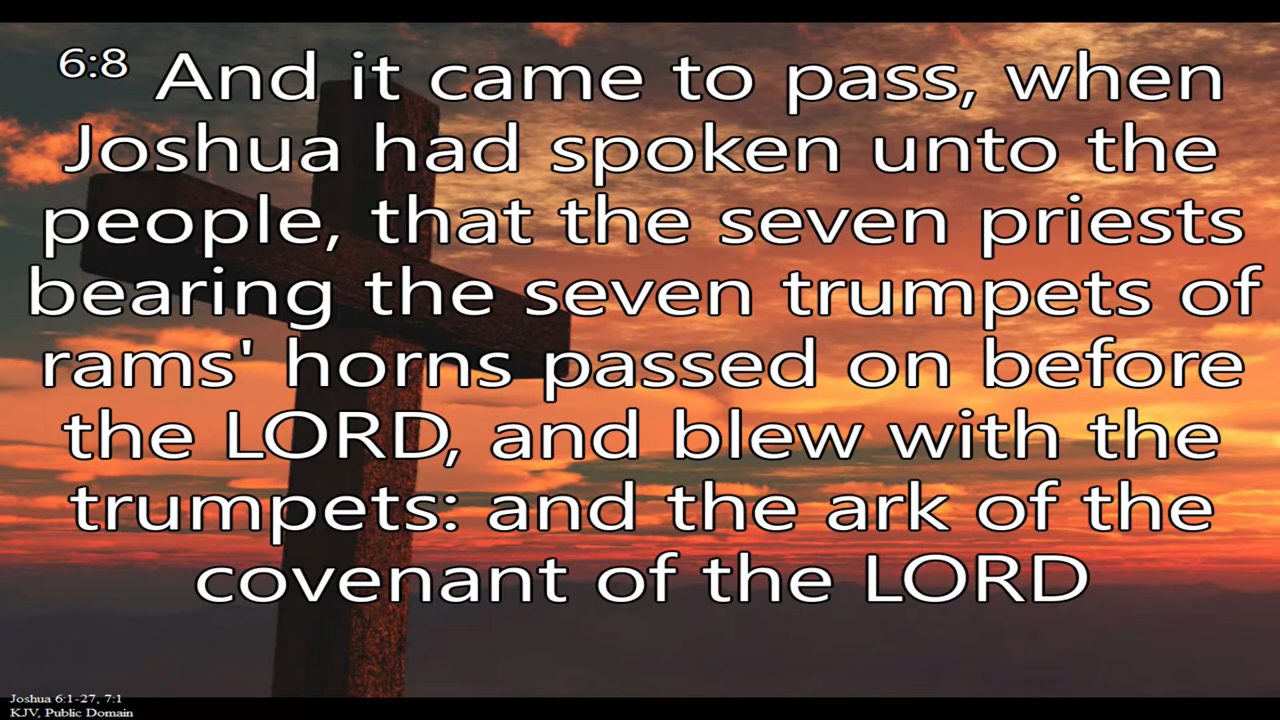 6:8 And it came to pass, when
Joshua had spoken unto the
people, that the seven priests
bearing the seven trumpets of
rams' horns passed on before
the LORD, and blew with the
trumpets: and the ark of the
covenant of the LORD
Joshua 6:1-27, 7:1
KJV, Public Domain